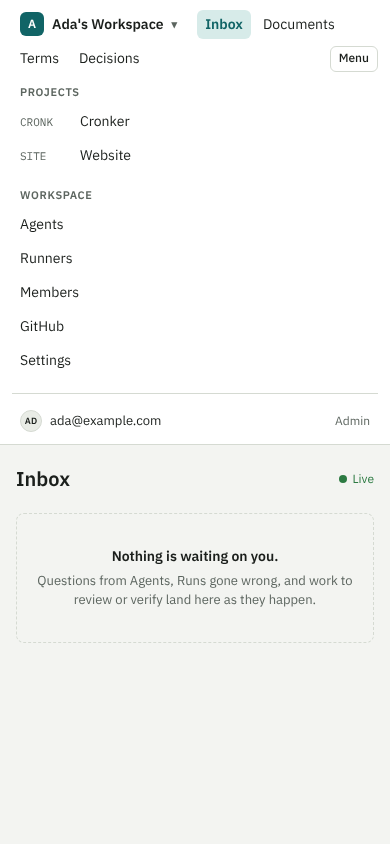 A Ada's Workspace ▾ Inbox Documents
Terms Decisions Menu
PROJECTS
CRONK Cronker
SITE Website
WORKSPACE
Agents
Runners
Members
GitHub
Settings
AD ada@example.com Admin
Inbox Live
Nothing is waiting on you.
Questions from Agents, Runs gone wrong, and work to
review or verify land here as they happen.